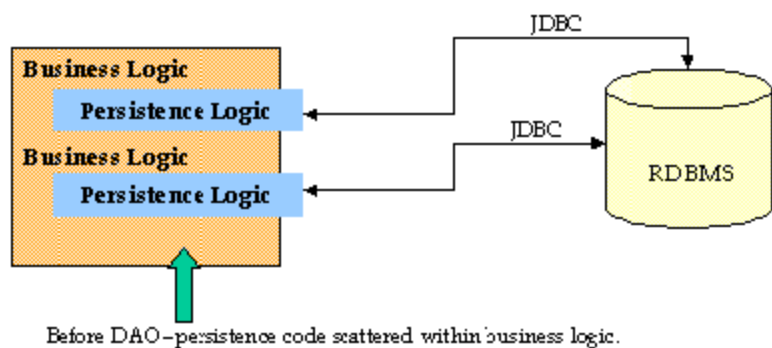 JDBC
Business Logic
Persistence Logic
JDBC
Business Logic
RDBMS
Persistence Logic
Before DAO–persistence code scattered within business logic.